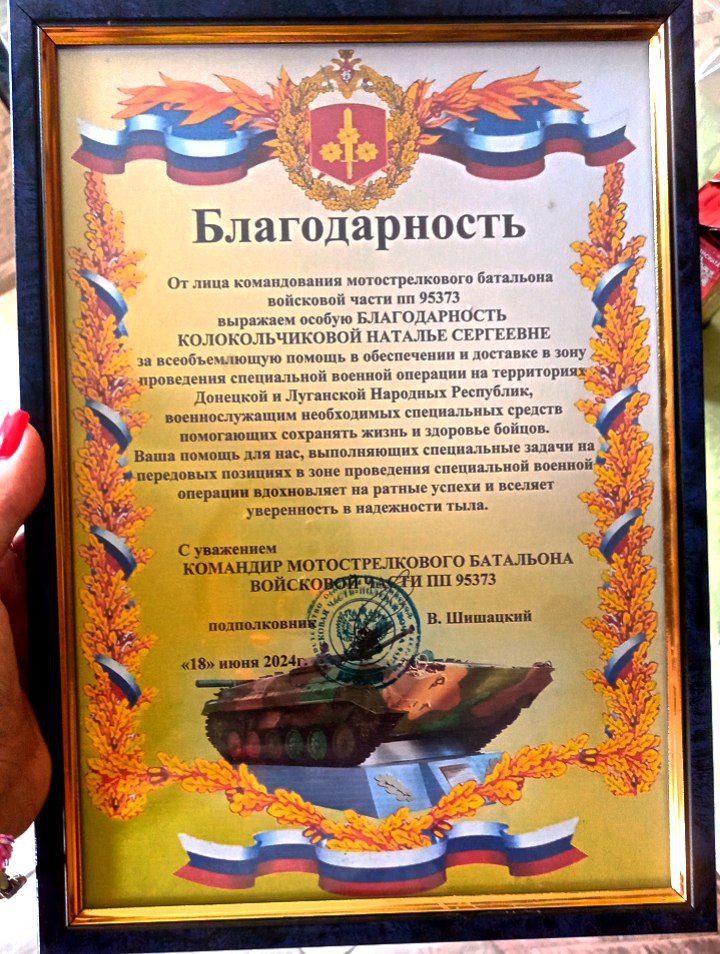 Благодарность
От лица командования мотострелкового батальона
войсковой части пп 95373
выражаем особую БЛАГОДАРНОСТЬ
КОЛОКОЛЬЧИКОВОЙ НАТАЛЬЕ СЕРГЕЕВНЕ
за всеобъемлющую помощь в обеспечении и доставке в зону
проведения специальной военной операции на территориях
Донецкой и Луганской Народных Республик,
военнослужащим необходимых специальных средств
помогающих сохранять жизнь и здоровье бойцов.
Ваша помощь для нас, выполняющих специальные задачи на
передовых позициях в зоне проведения специальной военной
операции вдохновляет на ратные успехи и вселяет
уверенность в надежности тыла.
С уважением
КОМАНДИР МОТОСТРЕЛКОВОГО БАТАЛЬОНА
ВОЙСКОВОЙ ЧАСТИ ПП 95373
подполковник В. Шишацкий
«18» июня 2024г.